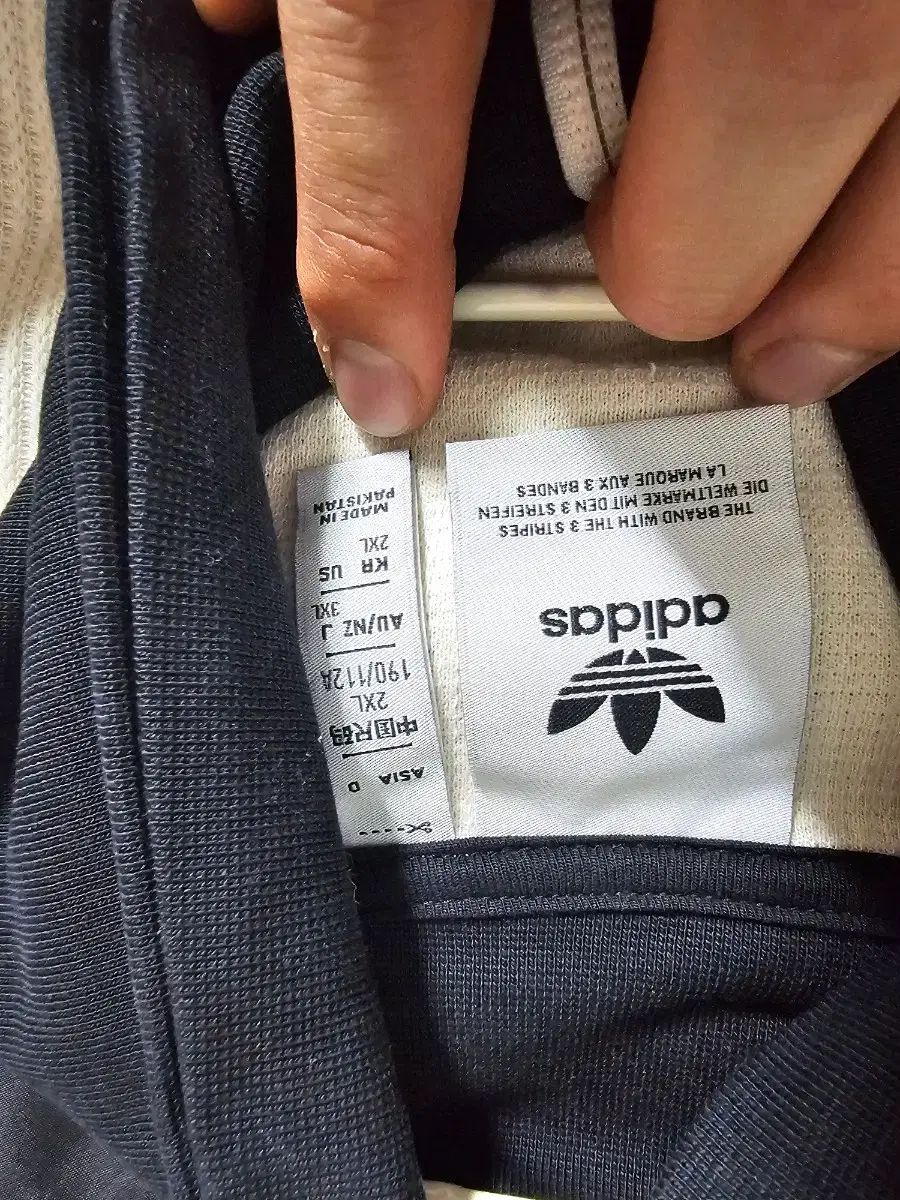 adidas
THE BRAND WITH THE 3 STRIPES
DIE WELTMARKE MIT DEN 3 STREIFEN
LA MARQUE AUX 3 BANDES
ASIA D
中国尺码
2XL
190/112A
AU/NZ J
3XL
KR US
2XL
MADE IN
PAKISTAN